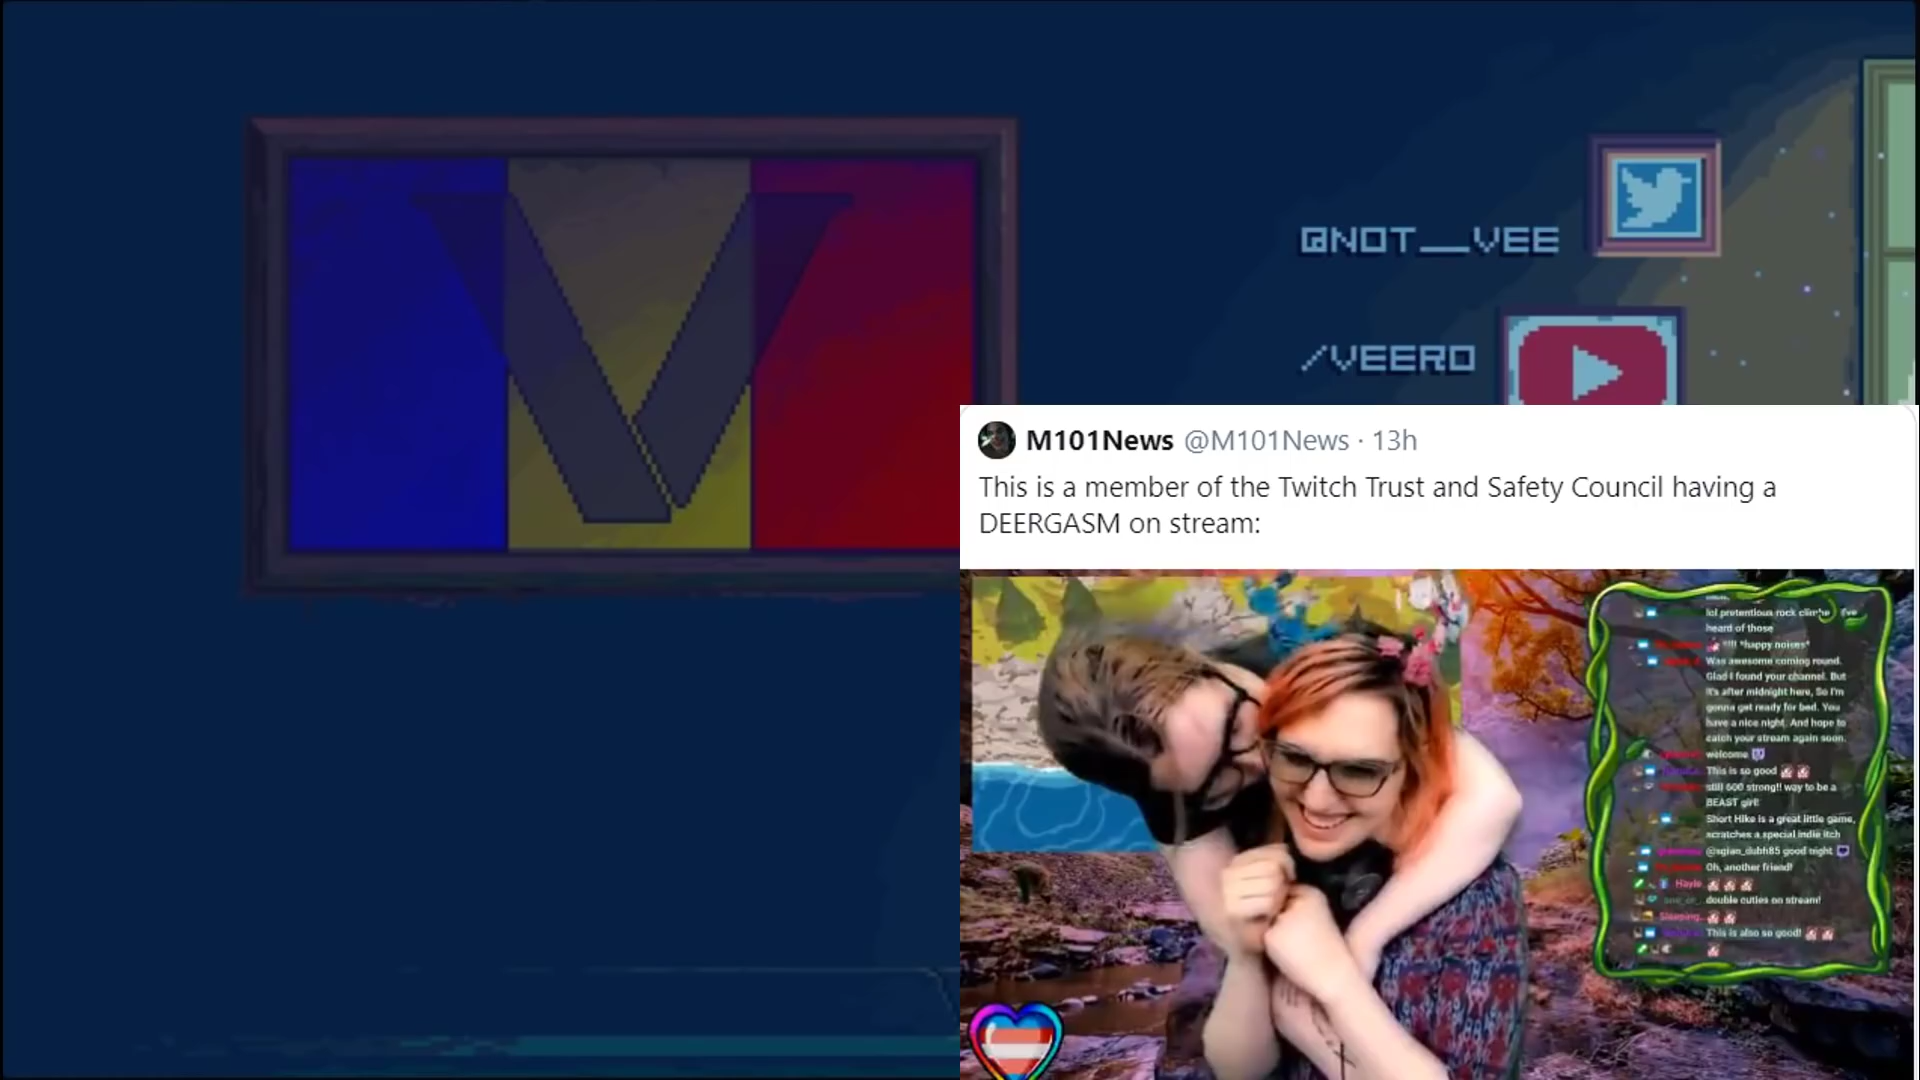 V
@NOT__VEE
/VEERO
M101News @M101News · 13h
This is a member of the Twitch Trust and Safety Council having a
DEERGASM on stream:
lol pretentious rock climbe I've
heard of those
!!!! *happy noises*
Was awesome coming round.
Glad I found your channel. But
it's after midnight here, So I'm
gonna get ready for bed. You
have a nice night. And hope to
catch your stream again soon.
welcome
This is so good
still 600 strong!! way to be a
BEAST girl!
Short Hike is a great little game,
scratches a special indie itch
@sgian_dubh85 good night
Oh, another friend!
Hayle
double cuties on stream!
Sleeping..
This is also so good!